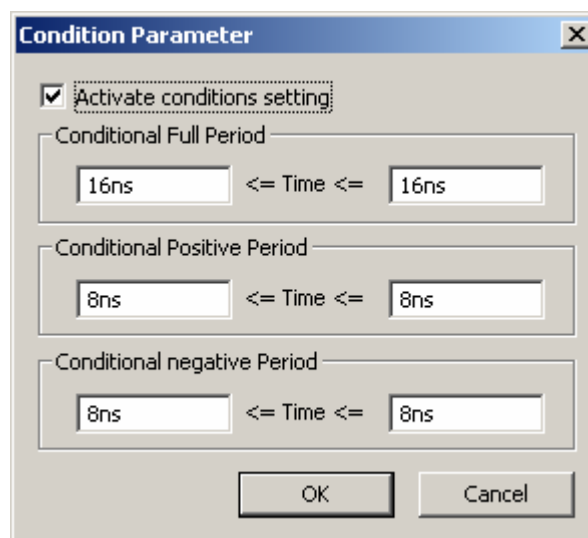 Condition Parameter
Activate conditions setting
Conditional Full Period
16ns <= Time <= 16ns
Conditional Positive Period
8ns <= Time <= 8ns
Conditional negative Period
8ns <= Time <= 8ns
OK Cancel